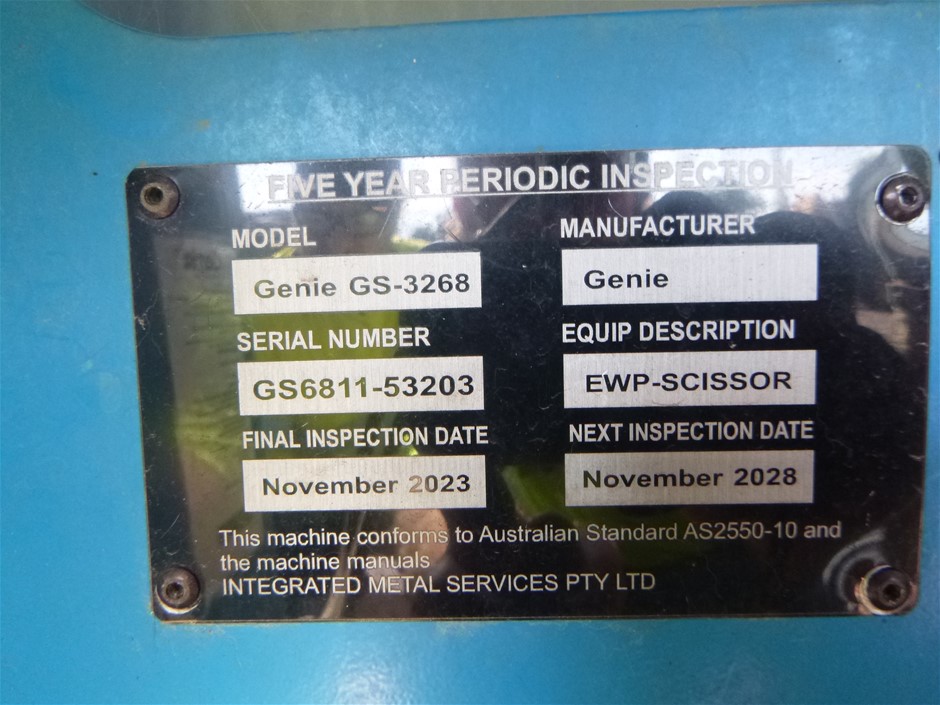 FIVE YEAR PERIODIC INSPECTION
MODEL
Genie GS-3268
MANUFACTURER
Genie
SERIAL NUMBER
GS6811-53203
EQUIP DESCRIPTION
EWP-SCISSOR
FINAL INSPECTION DATE
November 2023
NEXT INSPECTION DATE
November 2028
This machine conforms to Australian Standard AS2550-10 and
the machine manuals
INTEGRATED METAL SERVICES PTY LTD